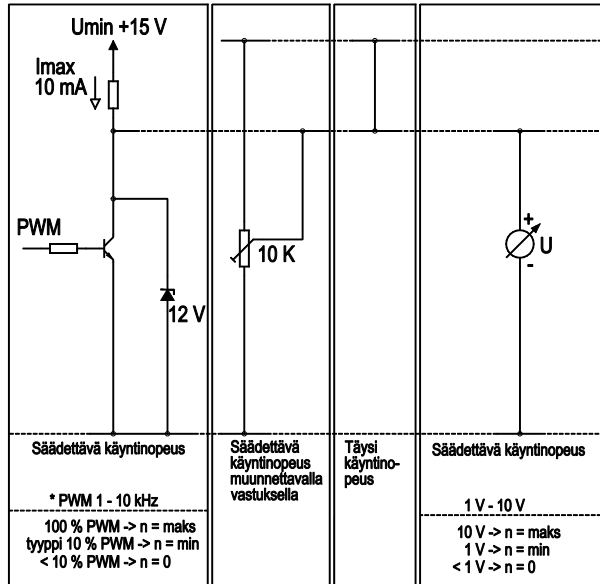 Umin +15 V
Imax
10 mA
PWM
12 V
10 K
+
U
-
Säädettävä käyntinopeus
* PWM 1 - 10 kHz
100 % PWM -> n = maks
tyyppi 10 % PWM -> n = min
< 10 % PWM -> n = 0
Säädettävä
käyntinopeus
muunnettavalla
vastuksella
Täysi
käyntino-
peus
Säädettävä käyntinopeus
1 V - 10 V
10 V -> n = maks
1 V -> n = min
< 1 V -> n = 0